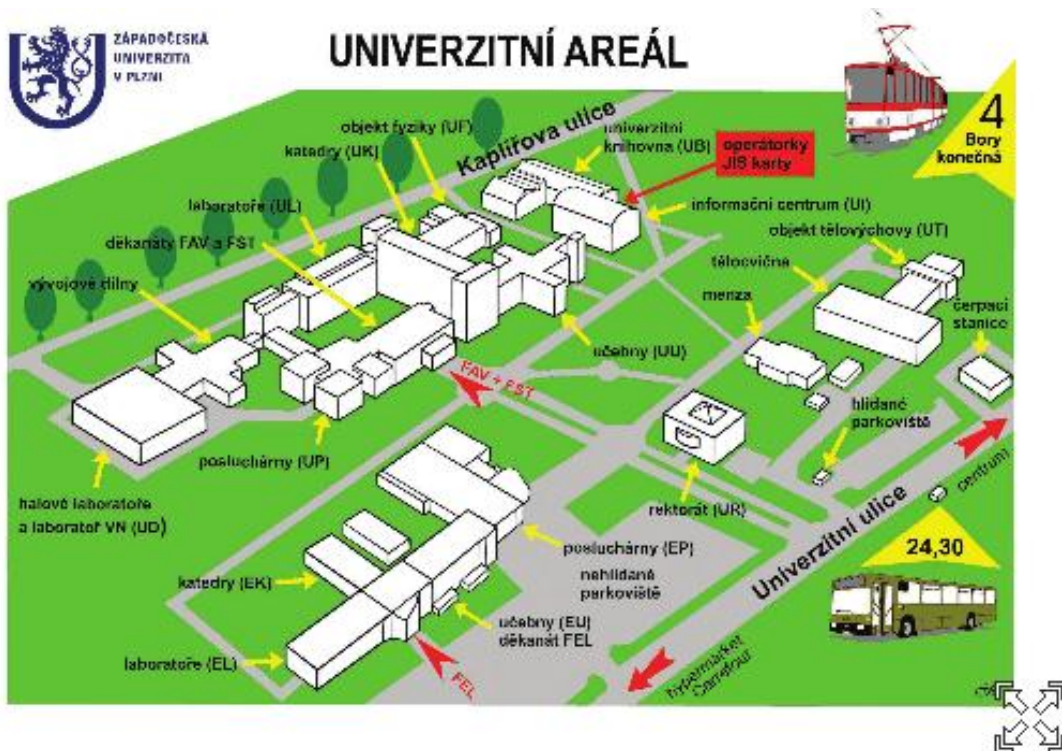 ZÁPADOČESKÁ
UNIVERZITA
V PLZNI
UNIVERZITNÍ AREÁL
4
Bory
konečná
Kaplířova ulice
objekt fyziky (UF)
katedry (UK)
univerzitní
knihovna (UB)
operátorky
JIS karty
laboratoře (UL)
informační centrum (UI)
děkanáty FAV a FST
objekt tělovýchovy (UT)
tělocvična
vývojové dílny
menza
čerpací
stanice
učebny (UU)
FAV + FST
hlídané
parkoviště
posluchárny (UP)
halové laboratoře
a laboratoř VN (UD)
rektorát (UR)
centrum
Univerzitní ulice
24,30
posluchárny (EP)
katedry (EK)
nehlídané
parkoviště
učebny (EU)
děkanát FEL
laboratoře (EL)
FEL
hypermárket
Carrefour